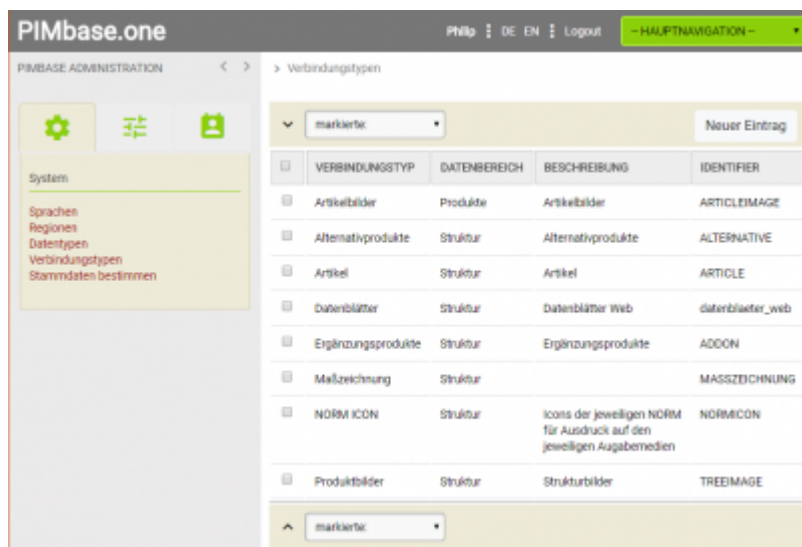 PIMbase.one
Philip ⋮ DE EN ⋮ Logout
– HAUPTNAVIGATION –
PIMBASE ADMINISTRATION < >
> Verbindungstypen
markierte:
Neuer Eintrag
System
Sprachen
Regionen
Datentypen
Verbindungstypen
Stammdaten bestimmen
VERBINDUNGSTYP DATENBEREICH BESCHREIBUNG IDENTIFIER
Artikelbilder Produkte Artikelbilder ARTICLEIMAGE
Alternativprodukte Struktur Alternativprodukte ALTERNATIVE
Artikel Struktur Artikel ARTICLE
Datenblätter Struktur Datenblätter Web datenblaeter_web
Ergänzungsprodukte Struktur Ergänzungsprodukte ADDON
Maßzeichnung Struktur MASSZEICHNUNG
NORM ICON Struktur Icons der jeweiligen NORM NORMICON
für Ausdruck auf den
jeweiligen Augabemedien
Produktbilder Struktur Strukturbilder TREEIMAGE
markierte: